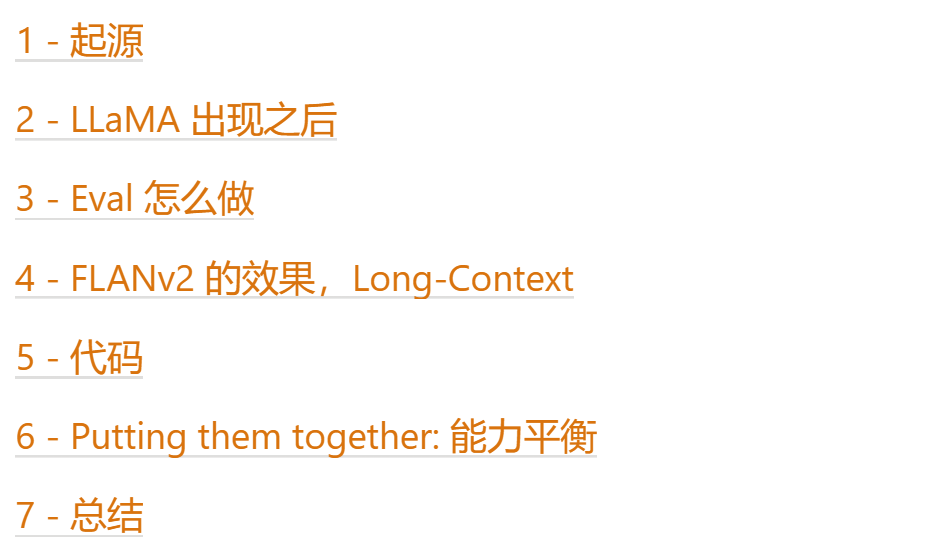 1 - 起源
2 - LLaMA 出现之后
3 - Eval 怎么做
4 - FLANv2 的效果，Long-Context
5 - 代码
6 - Putting them together: 能力平衡
7 - 总结